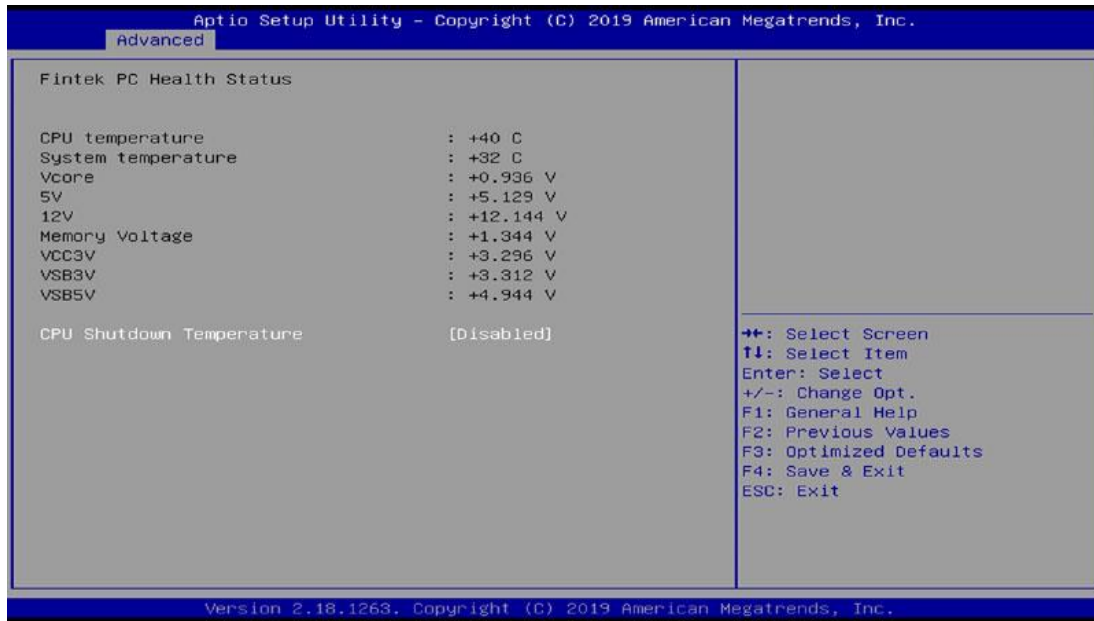 Aptio Setup Utility – Copyright (C) 2019 American Megatrends, Inc.
Advanced
Fintek PC Health Status
CPU temperature : +40 C
System temperature : +32 C
Vcore : +0.936 V
5V : +5.129 V
12V : +12.144 V
Memory Voltage : +1.344 V
VCC3V : +3.296 V
VSB3V : +3.312 V
VSB5V : +4.944 V
CPU Shutdown Temperature [Disabled]
→←: Select Screen
↑↓: Select Item
Enter: Select
+/-: Change Opt.
F1: General Help
F2: Previous Values
F3: Optimized Defaults
F4: Save & Exit
ESC: Exit
Version 2.18.1263. Copyright (C) 2019 American Megatrends, Inc.